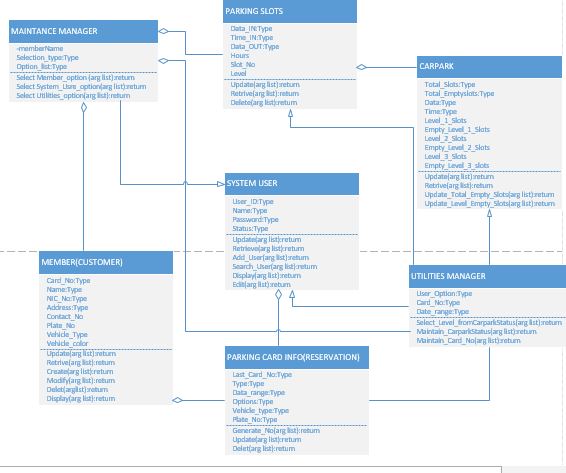 MAINTANCE MANAGER
-memberName
Selection_type:Type
Option_list:Type
Select Member_option(arg list):return
Select System_Usre_option(arg list):return
Select Utilities_option(arg list):return
PARKING SLOTS
Data_IN:Type
Time_IN:Type
Data_OUT:Type
Hours
Slot_No
Level
Update(arg list):return
Retrive(arg list):return
Delete(arg list):return
CARPARK
Total_Slots:Type
Total_Emptyslots:Type
Data:Type
Time:Type
Level_1_Slots
Empty_Level_1_Slots
Level_2_Slots
Empty_Level_2_Slots
Level_3_Slots
Empty_Level_3_slots
Update(arg list):return
Retrive(arg list):return
Update_Total_Empty_Slots(arg list):return
Update_Level_Empty_Slots(arg list):return
SYSTEM USER
User_ID:Type
Name:Type
Password:Type
Status:Type
Update(arg list):return
Retrieve(arg list):return
Add_User(arg list):return
Search_User(arg list):return
Display(arg list):return
Edit(arg list):return
MEMBER(CUSTOMER)
Card_No:Type
Name:Type
NIC_No:Type
Address:Type
Contact_No
Plate_No
Vehicle_Type
Vehicle_color
Update(arg list):return
Retrive(arg list):return
Create(arg list):return
Modify(arg list):return
Delet(arglist):return
Display(arg list):return
UTILITIES MANAGER
User_Option:Type
Card_No:Type
Date_range:Type
Select_Level_fromCarparkStatus(arg list):return
Maintain_CarparkStatus(arg list):return
Maintain_Card_No(arg list):return
PARKING CARD INFO(RESERVATION)
Last_Card_No:Type
Type:Type
Data_range:Type
Options:Type
Vehicle_type:Type
Plate_No:Type
Generate_No(arg list):return
Update(arg list):return
Delet(arg list):return